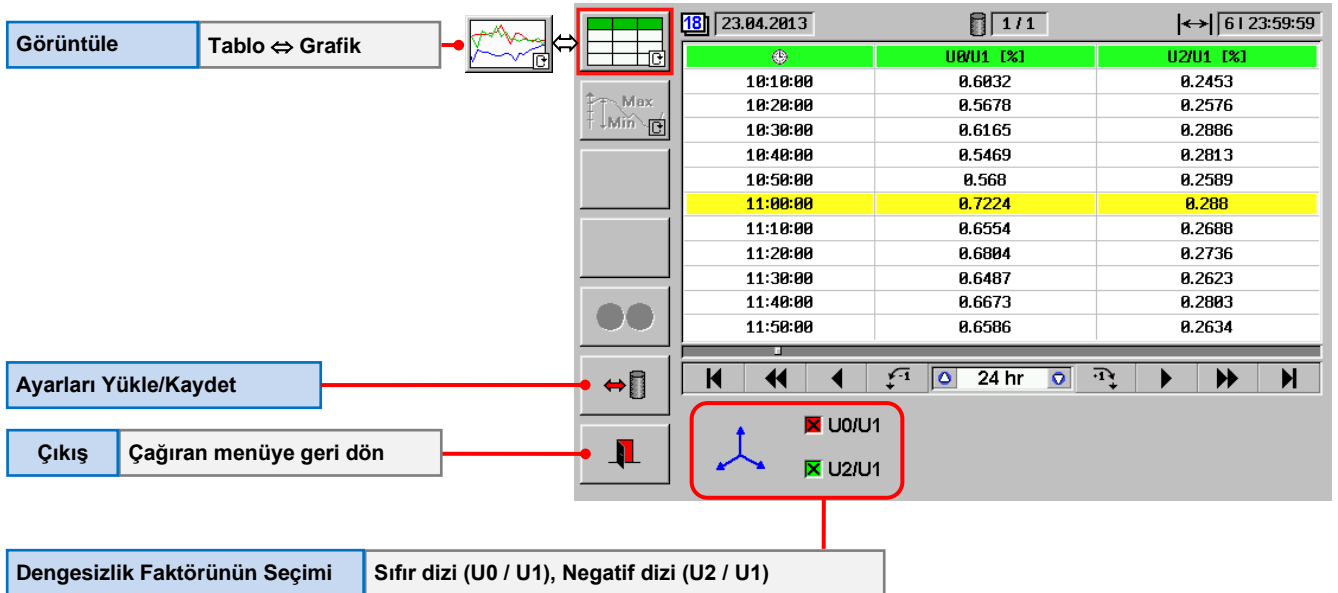 Görüntüle Tablo ⇔ Grafik
18 23.04.2013 1 / 1 |↔| 6 | 23:59:59
U0/U1 [%] U2/U1 [%]
10:10:00 0.6032 0.2453
10:20:00 0.5678 0.2576
10:30:00 0.6165 0.2886
10:40:00 0.5469 0.2813
10:50:00 0.568 0.2589
11:00:00 0.7224 0.288
11:10:00 0.6554 0.2688
11:20:00 0.6804 0.2736
11:30:00 0.6487 0.2623
11:40:00 0.6673 0.2803
11:50:00 0.6586 0.2634
Max
Min
-1 24 hr +1
Ayarları Yükle/Kaydet
Çıkış Çağıran menüye geri dön
U0/U1
U2/U1
Dengesizlik Faktörünün Seçimi Sıfır dizi (U0 / U1), Negatif dizi (U2 / U1)